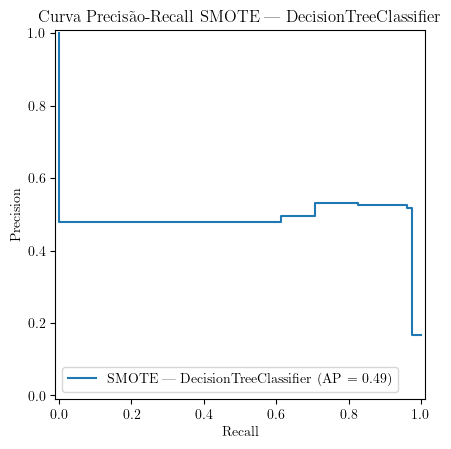 Curva Precisão-Recall SMOTE — DecisionTreeClassifier
1.0
0.8
0.6
0.4
0.2
0.0
Precision
SMOTE — DecisionTreeClassifier (AP = 0.49)
0.0 0.2 0.4 0.6 0.8 1.0
Recall